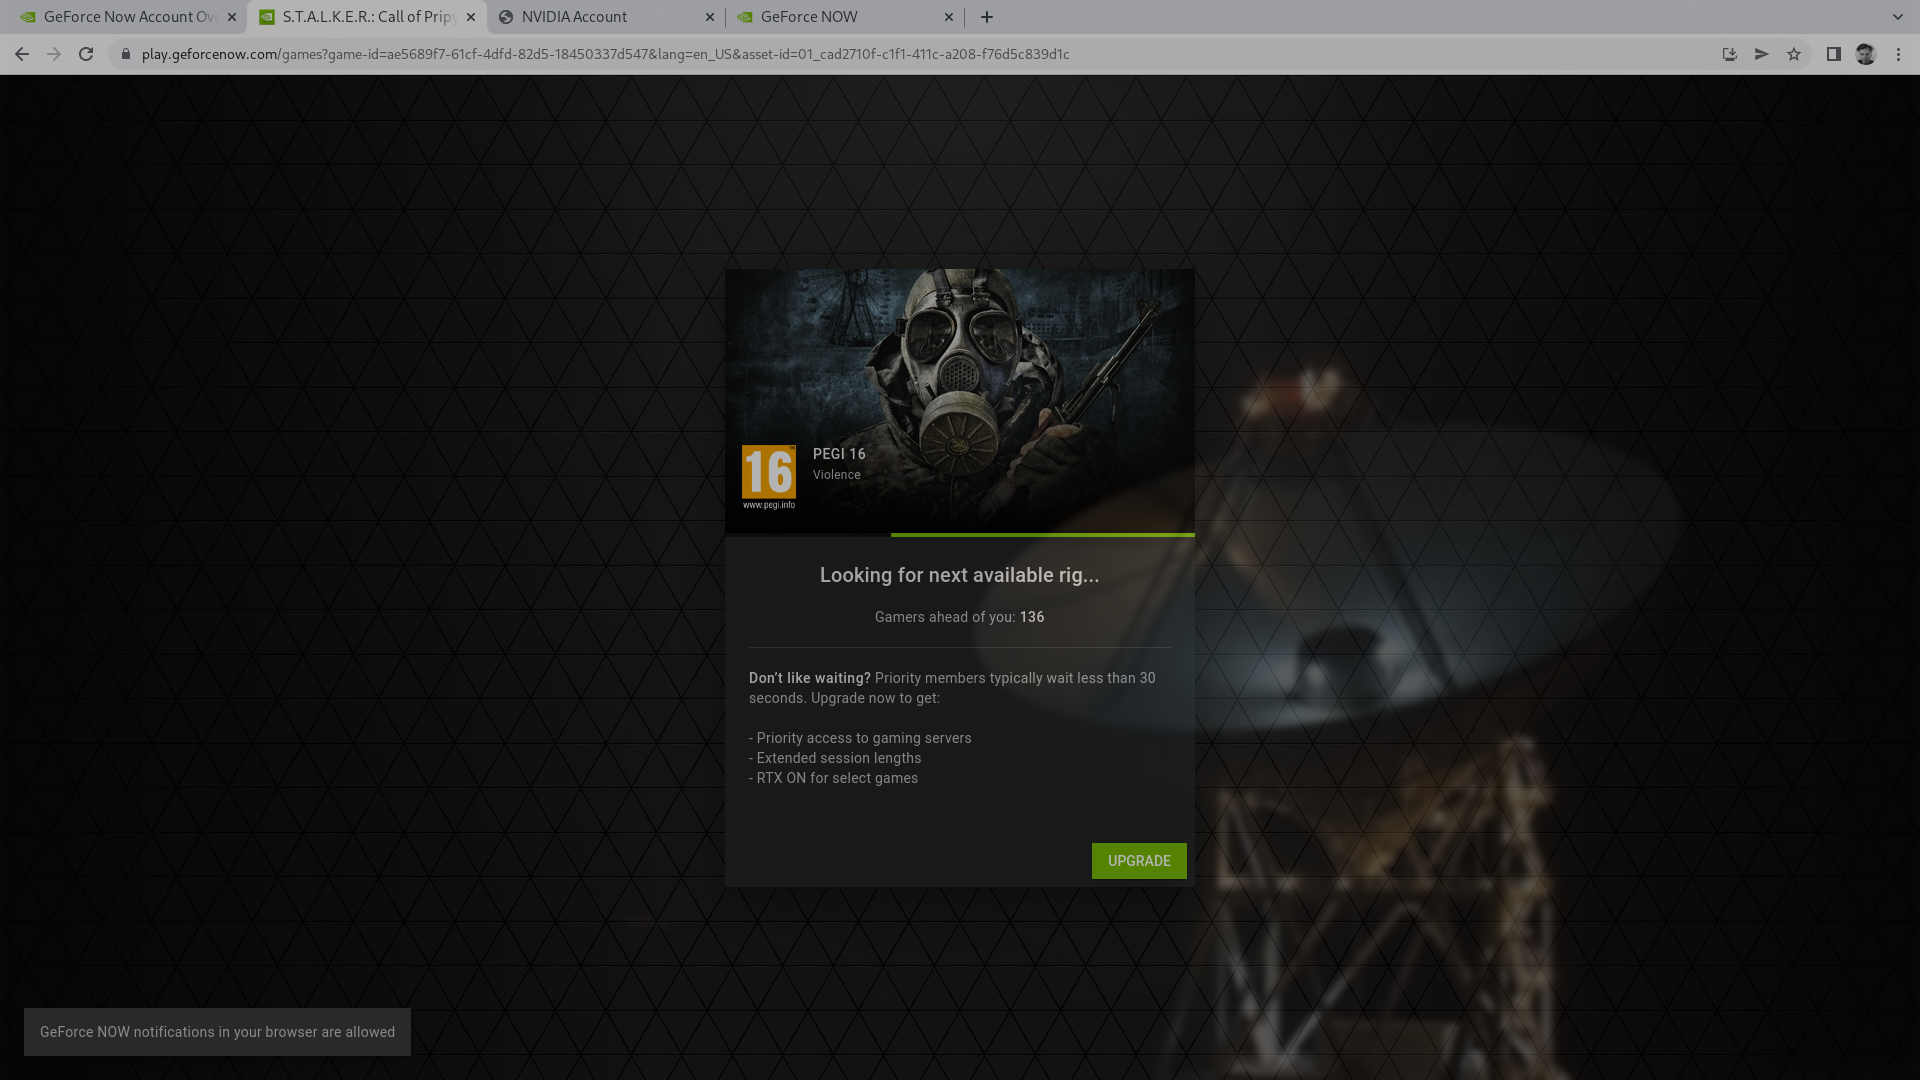 GeForce Now Account Ov
S.T.A.L.K.E.R.: Call of Prip
NVIDIA Account
GeForce NOW
play.geforcenow.com/games?game-id=ae5689f7-61cf-4dfd-82d5-18450337d547&lang=en_US&asset-id=01_cad2710f-c1f1-411c-a208-f76d5c839d1c
16
www.pegi.info
PEGI 16
Violence
Looking for next available rig...
Gamers ahead of you: 136
Don’t like waiting? Priority members typically wait less than 30
seconds. Upgrade now to get:
- Priority access to gaming servers
- Extended session lengths
- RTX ON for select games
UPGRADE
GeForce NOW notifications in your browser are allowed